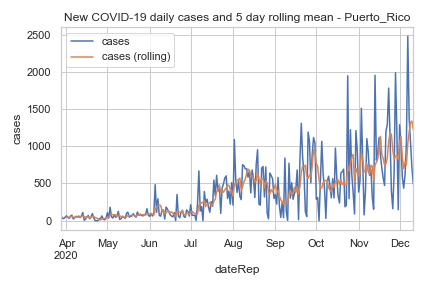 New COVID-19 daily cases and 5 day rolling mean - Puerto_Rico
cases
cases (rolling)
2500
2000
1500
1000
500
0
cases
Apr May Jun Jul Aug Sep Oct Nov Dec
2020
dateRep